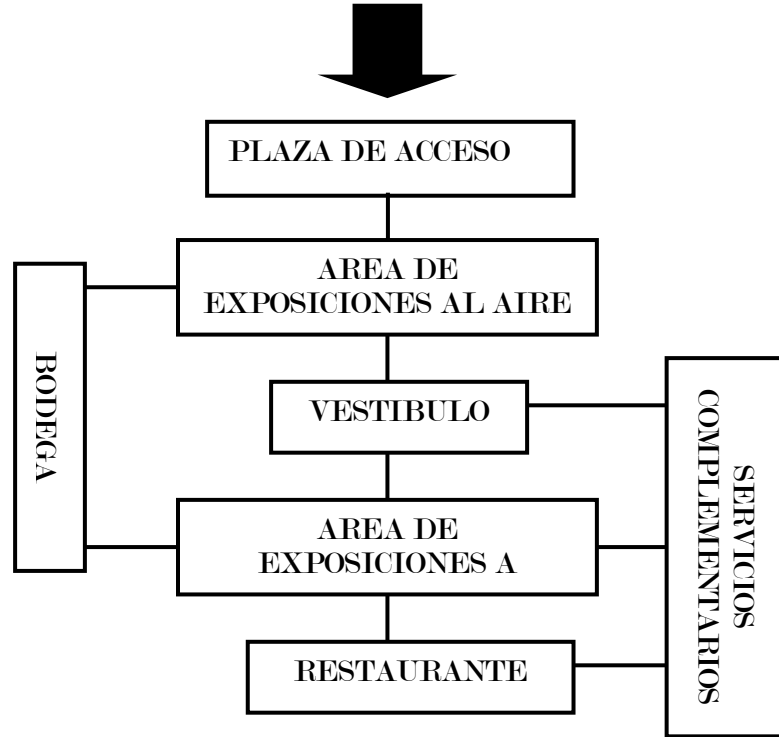 PLAZA DE ACCESO
AREA DE
EXPOSICIONES AL AIRE
BODEGA
VESTIBULO
SERVICIOS
COMPLEMENTARIOS
AREA DE
EXPOSICIONES A
RESTAURANTE